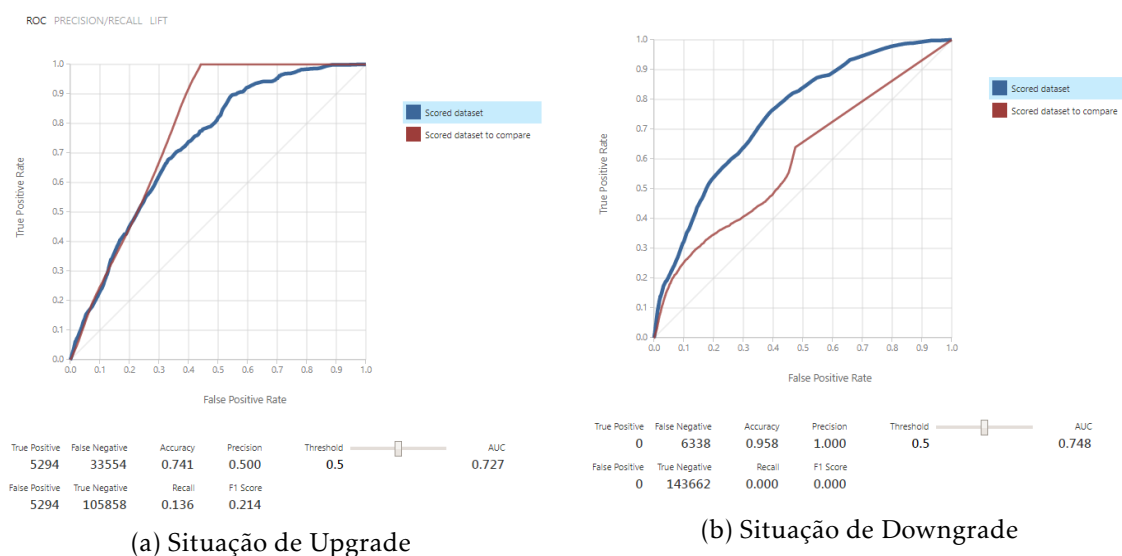 ROC PRECISION/RECALL LIFT
1.0
0.9
0.8
0.7
0.6
0.5
0.4
0.3
0.2
0.1
0.0
True Positive Rate
0.0 0.1 0.2 0.3 0.4 0.5 0.6 0.7 0.8 0.9 1.0
False Positive Rate
Scored dataset
Scored dataset to compare
True Positive False Negative Accuracy Precision Threshold AUC
5294 33554 0.741 0.500 0.5 0.727
False Positive True Negative Recall F1 Score
5294 105858 0.136 0.214
(a) Situação de Upgrade
1.0
0.9
0.8
0.7
0.6
0.5
0.4
0.3
0.2
0.1
0.0
True Positive Rate
0.0 0.1 0.2 0.3 0.4 0.5 0.6 0.7 0.8 0.9 1.0
False Positive Rate
Scored dataset
Scored dataset to compare
True Positive False Negative Accuracy Precision Threshold AUC
0 6338 0.958 1.000 0.5 0.748
False Positive True Negative Recall F1 Score
0 143662 0.000 0.000
(b) Situação de Downgrade